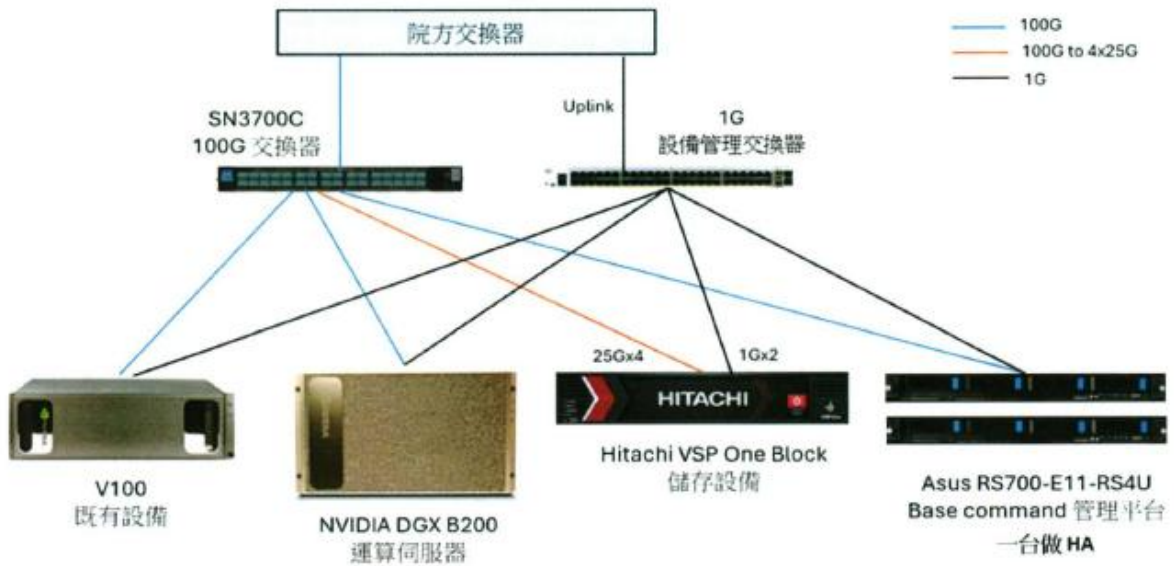 院方交換器
100G
100G to 4x25G
1G
Uplink
SN3700C
100G 交換器
1G
設備管理交換器
25Gx4
1Gx2
HITACHI
V100
既有設備
NVIDIA DGX B200
運算伺服器
Hitachi VSP One Block
儲存設備
Asus RS700-E11-RS4U
Base command 管理平台
一台做 HA